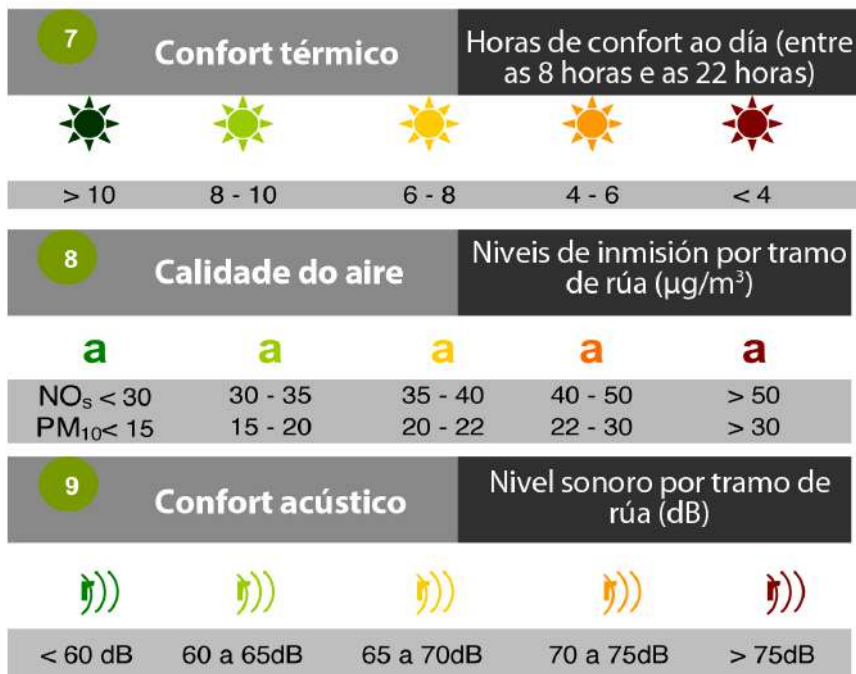 7
Confort térmico
Horas de confort ao día (entre
as 8 horas e as 22 horas)
> 10 8 - 10 6 - 8 4 - 6 < 4
8
Calidade do aire
Niveis de inmisión por tramo
de rúa (µg/m³)
a a a a a
NOₛ < 30 30 - 35 35 - 40 40 - 50 > 50
PM₁₀< 15 15 - 20 20 - 22 22 - 30 > 30
9
Confort acústico
Nivel sonoro por tramo de
rúa (dB)
r r r r r
< 60 dB 60 a 65dB 65 a 70dB 70 a 75dB > 75dB